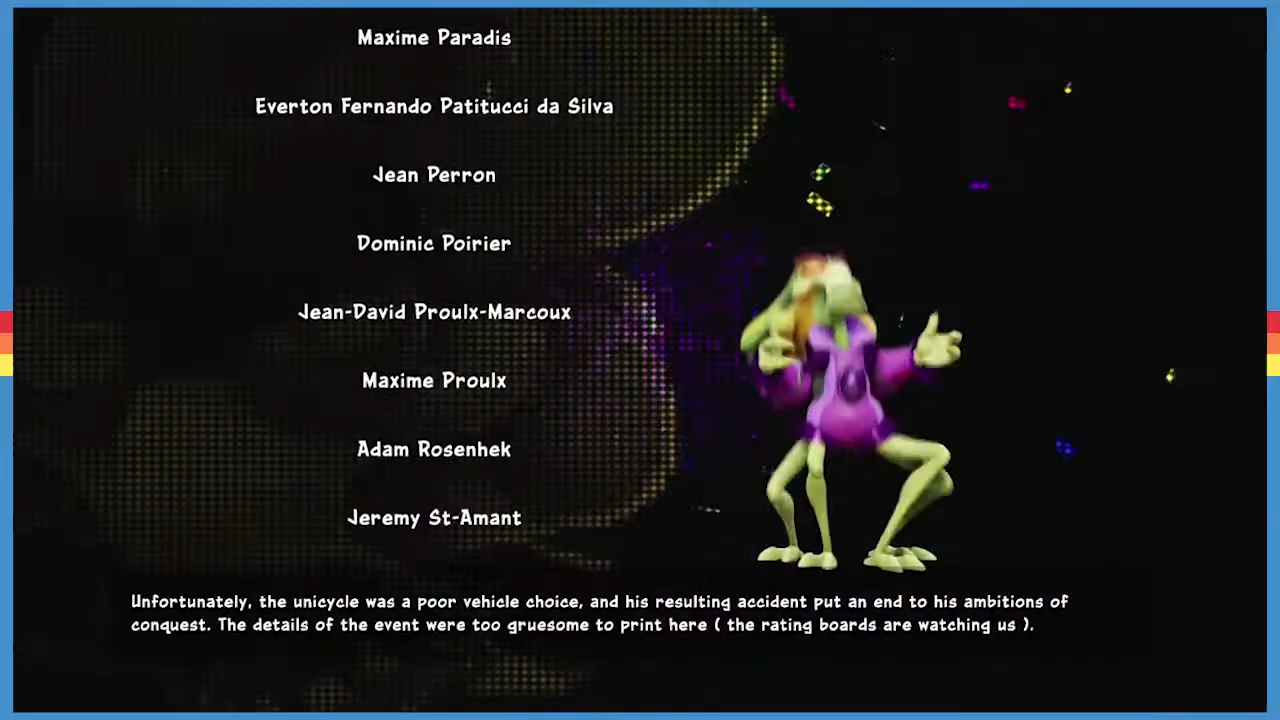 Maxime Paradis
Everton Fernando Patitucci da Silva
Jean Perron
Dominic Poirier
Jean-David Proulx-Marcoux
Maxime Proulx
Adam Rosenhek
Jeremy St-Amant
Unfortunately, the unicycle was a poor vehicle choice, and his resulting accident put an end to his ambitions of
conquest. The details of the event were too gruesome to print here ( the rating boards are watching us ).